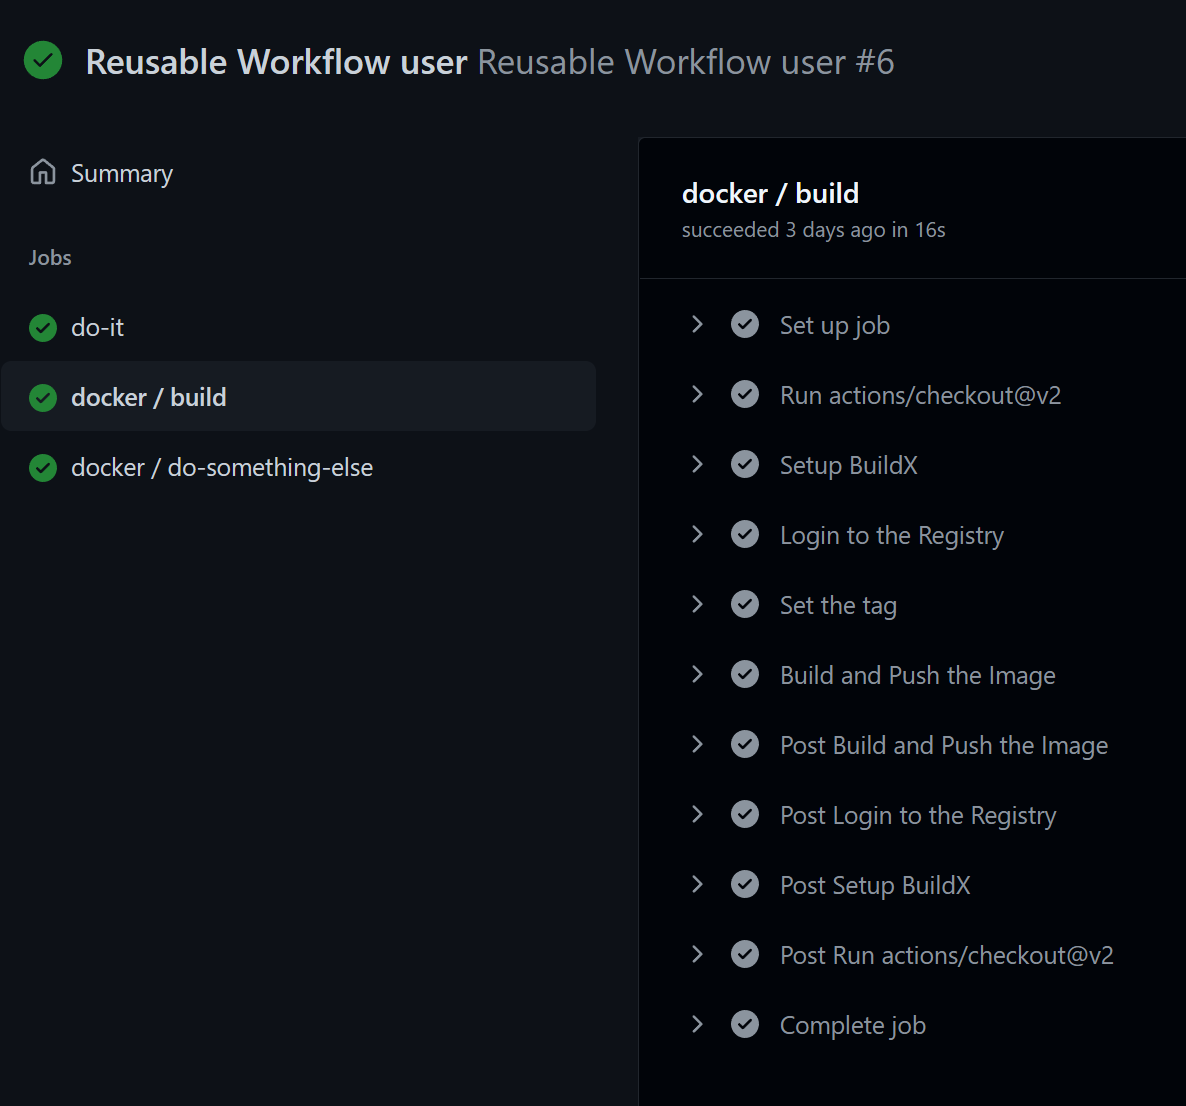 Reusable Workflow user Reusable Workflow user #6
Summary
Jobs
do-it
docker / build
docker / do-something-else
docker / build
succeeded 3 days ago in 16s
Set up job
Run actions/checkout@v2
Setup BuildX
Login to the Registry
Set the tag
Build and Push the Image
Post Build and Push the Image
Post Login to the Registry
Post Setup BuildX
Post Run actions/checkout@v2
Complete job